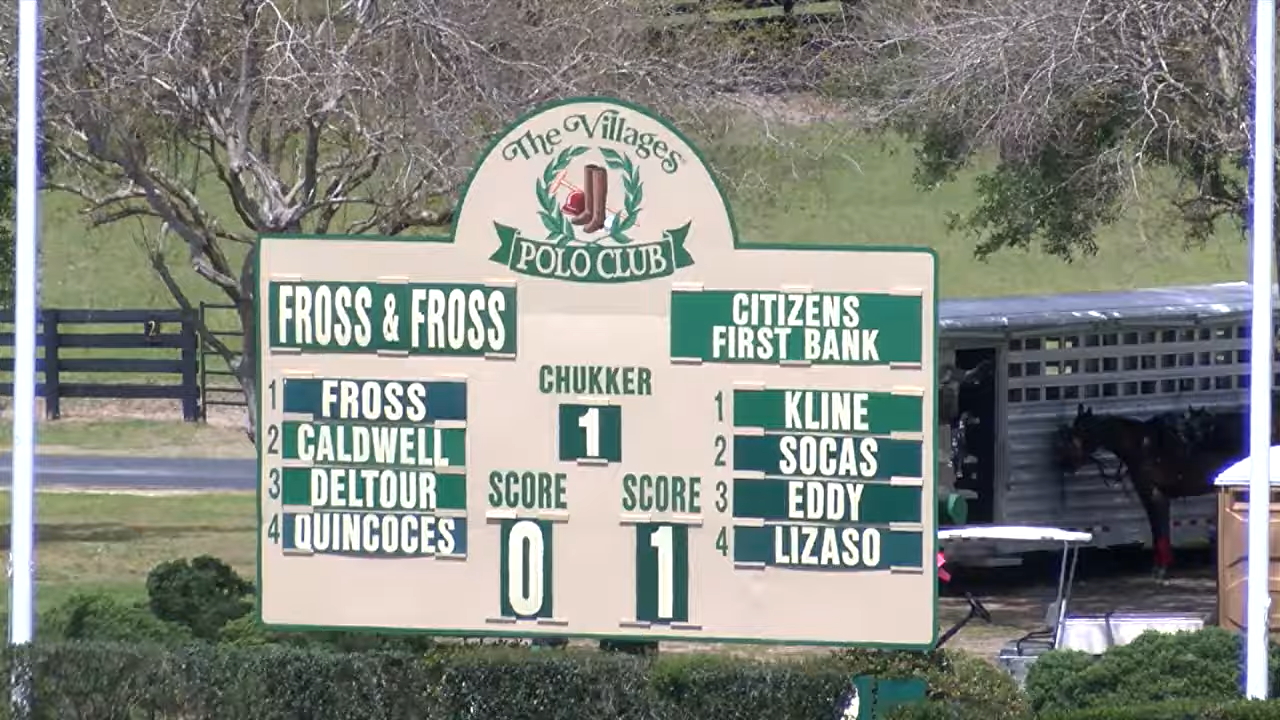 The Villages
POLO CLUB
FROSS & FROSS
CITIZENS
FIRST BANK
CHUKKER
1
1 FROSS
2 CALDWELL
3 DELTOUR
4 QUINCOCES
1 KLINE
2 SOCAS
3 EDDY
4 LIZASO
SCORE
0
SCORE
1
2